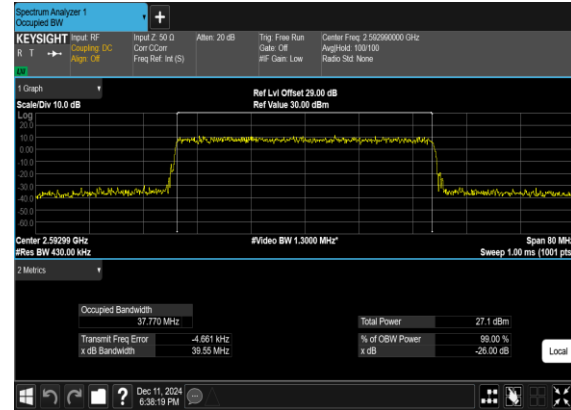 Spectrum Analyzer 1
Occupied BW
KEYSIGHT Input: RF Input Z: 50 Ω Atten: 20 dB Trig: Free Run Center Freq: 2.592990000 GHz
R T Coupling: DC Corr CCorr Gate: Off Avg|Hold: 100/100
Align: Off Freq Ref: Int (S) #IF Gain: Low Radio Std: None
1 Graph Ref Lvl Offset 29.00 dB
Scale/Div 10.0 dB Ref Value 30.00 dBm
Log
20.0
10.0
0.00
-10.0
-20.0
-30.0
-40.0
-50.0
-60.0
Center 2.59299 GHz #Video BW 1.3000 MHz* Span 80 MHz
#Res BW 430.00 kHz Sweep 1.00 ms (1001 pts
2 Metrics
Occupied Bandwidth
37.770 MHz Total Power 27.1 dBm
Transmit Freq Error -4.661 kHz % of OBW Power 99.00 %
x dB Bandwidth 39.55 MHz x dB -26.00 dB
Local
Dec 11, 2024
6:38:19 PM